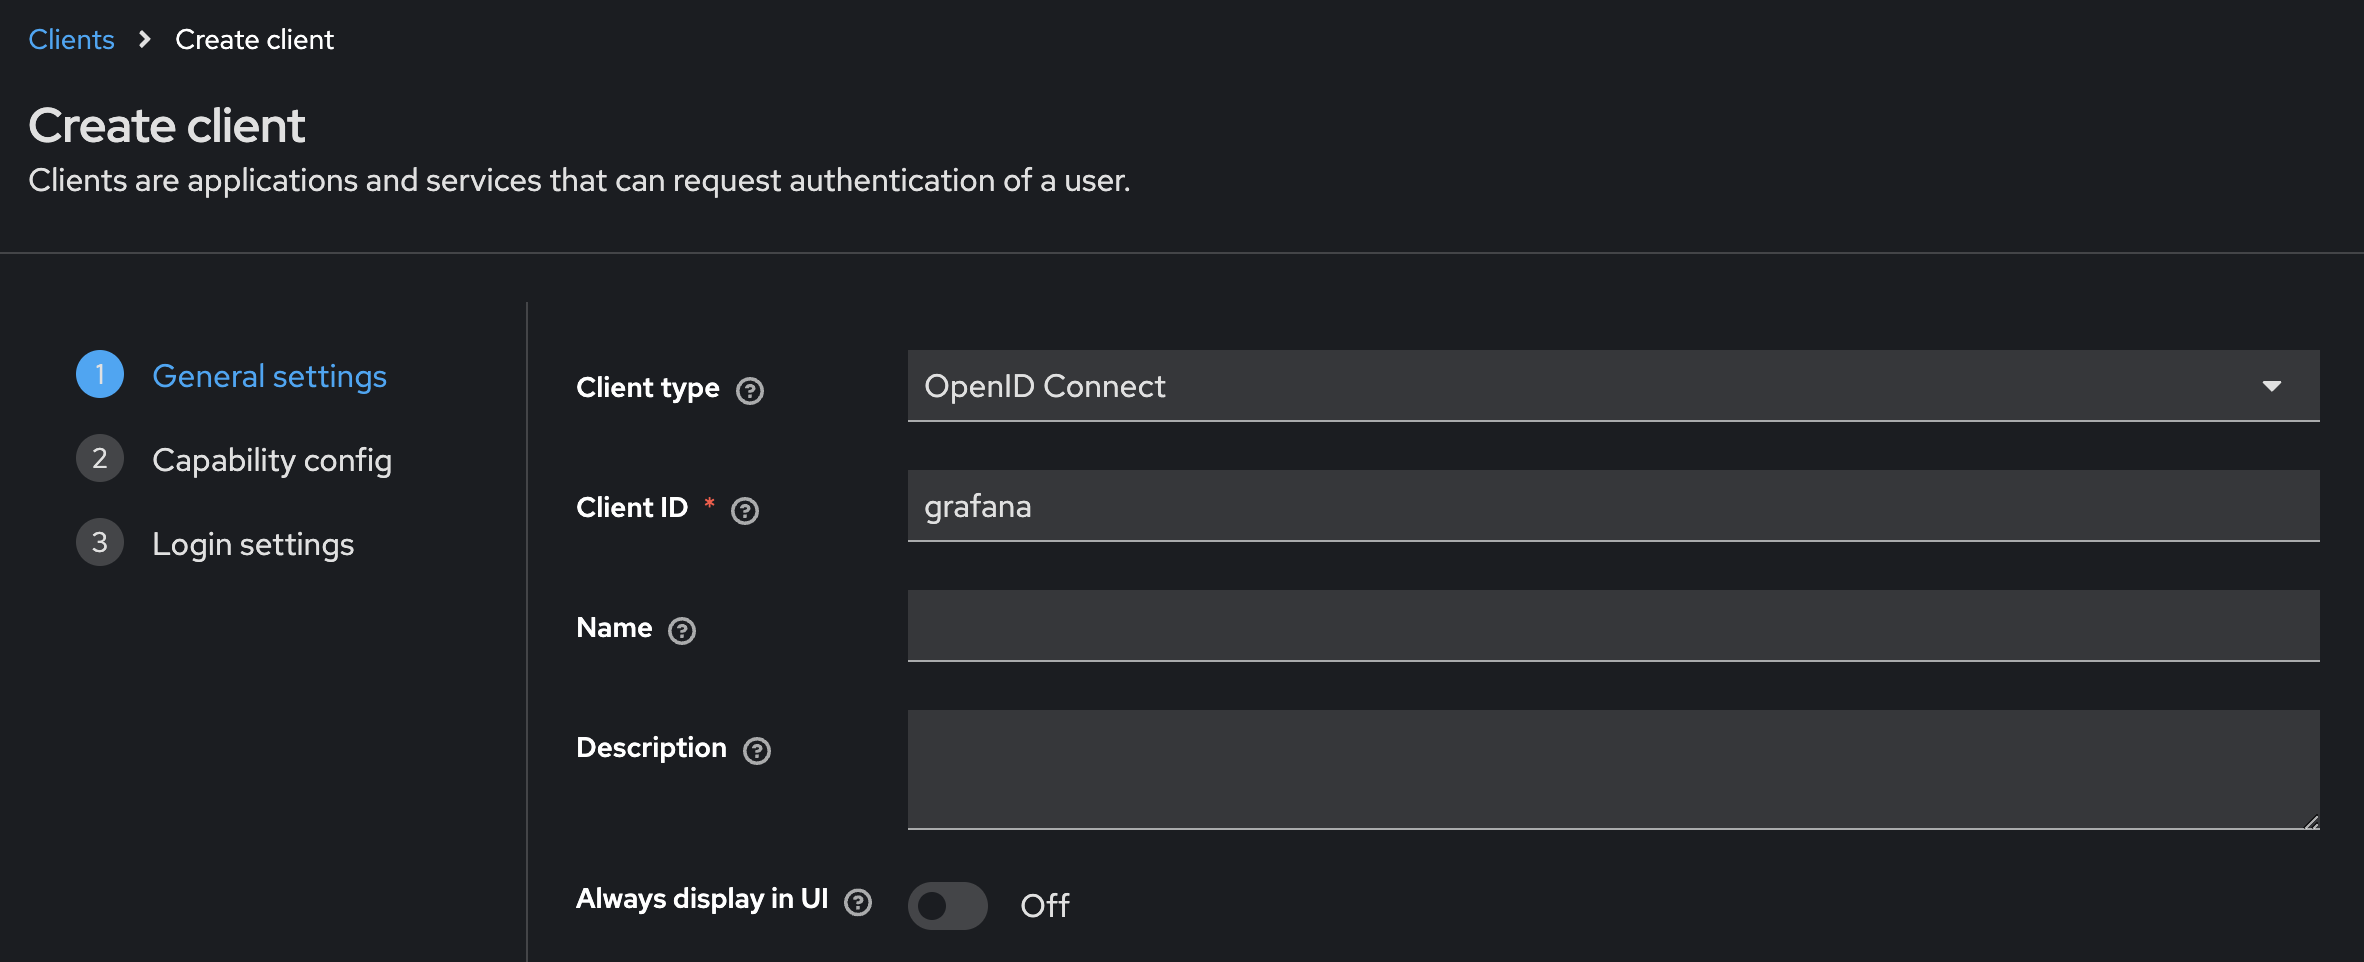 Clients > Create client
Create client
Clients are applications and services that can request authentication of a user.
1 General settings
2 Capability config
3 Login settings
Client type ? OpenID Connect
Client ID * ? grafana
Name ?
Description ?
Always display in UI ? Off